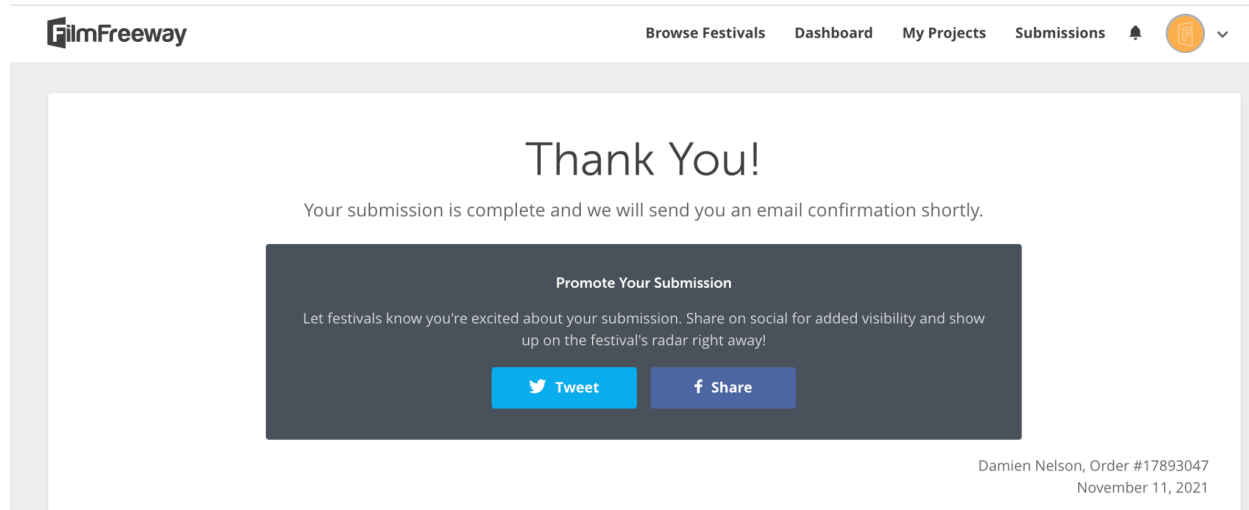 FilmFreeway
Browse Festivals Dashboard My Projects Submissions
Thank You!
Your submission is complete and we will send you an email confirmation shortly.
Promote Your Submission
Let festivals know you're excited about your submission. Share on social for added visibility and show
up on the festival's radar right away!
Tweet Share
Damien Nelson, Order #17893047
November 11, 2021